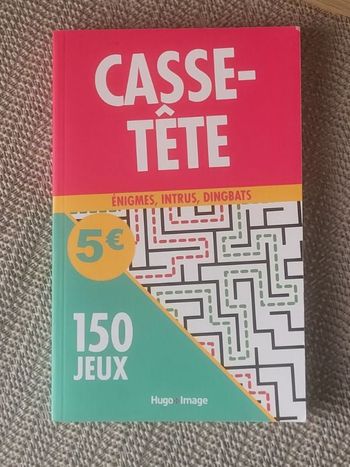 CASSE-
TÊTE
ÉNIGMES, INTRUS, DINGBATS
5€
150
JEUX
Hugo Image